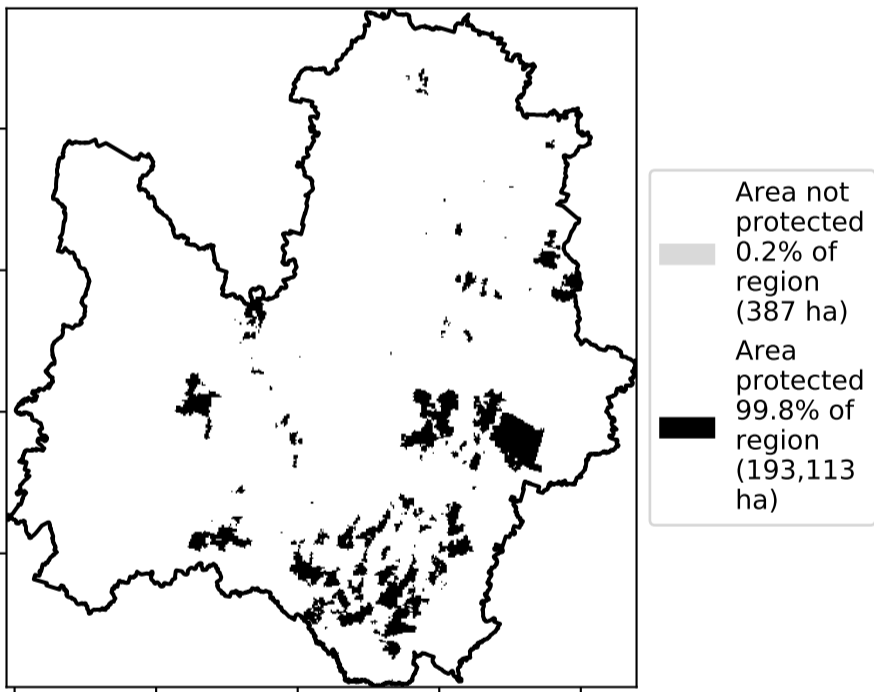 Area not
protected
0.2% of
region
(387 ha)
Area
protected
99.8% of
region
(193,113
ha)